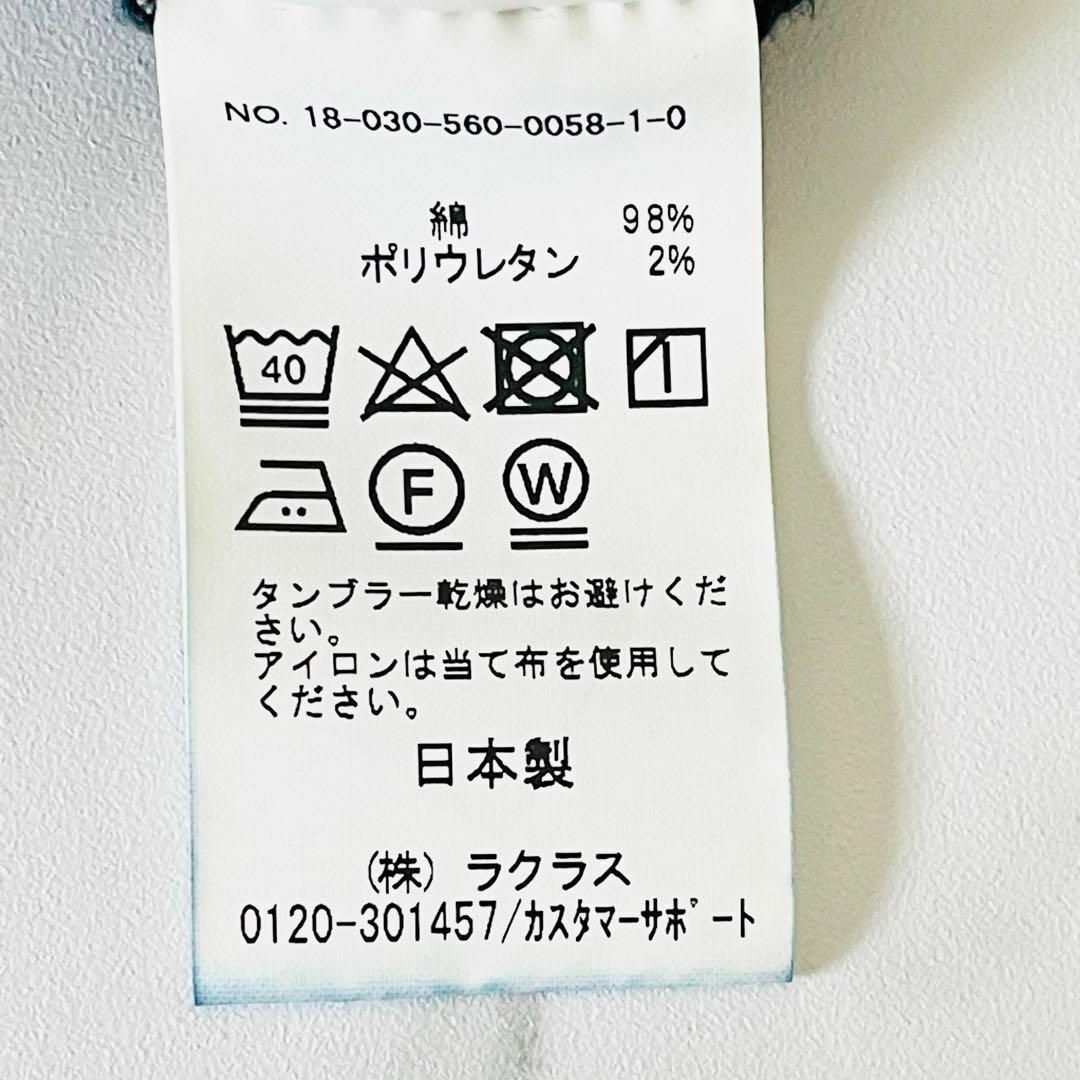 NO. 18-030-560-0058-1-0
綿 98%
ポリウレタン 2%
40
F W
タンブラー乾燥はお避けくだ
さい。
アイロンは当て布を使用して
ください。
日本製
(株) ラクラス
0120-301457/カスタマーサポート